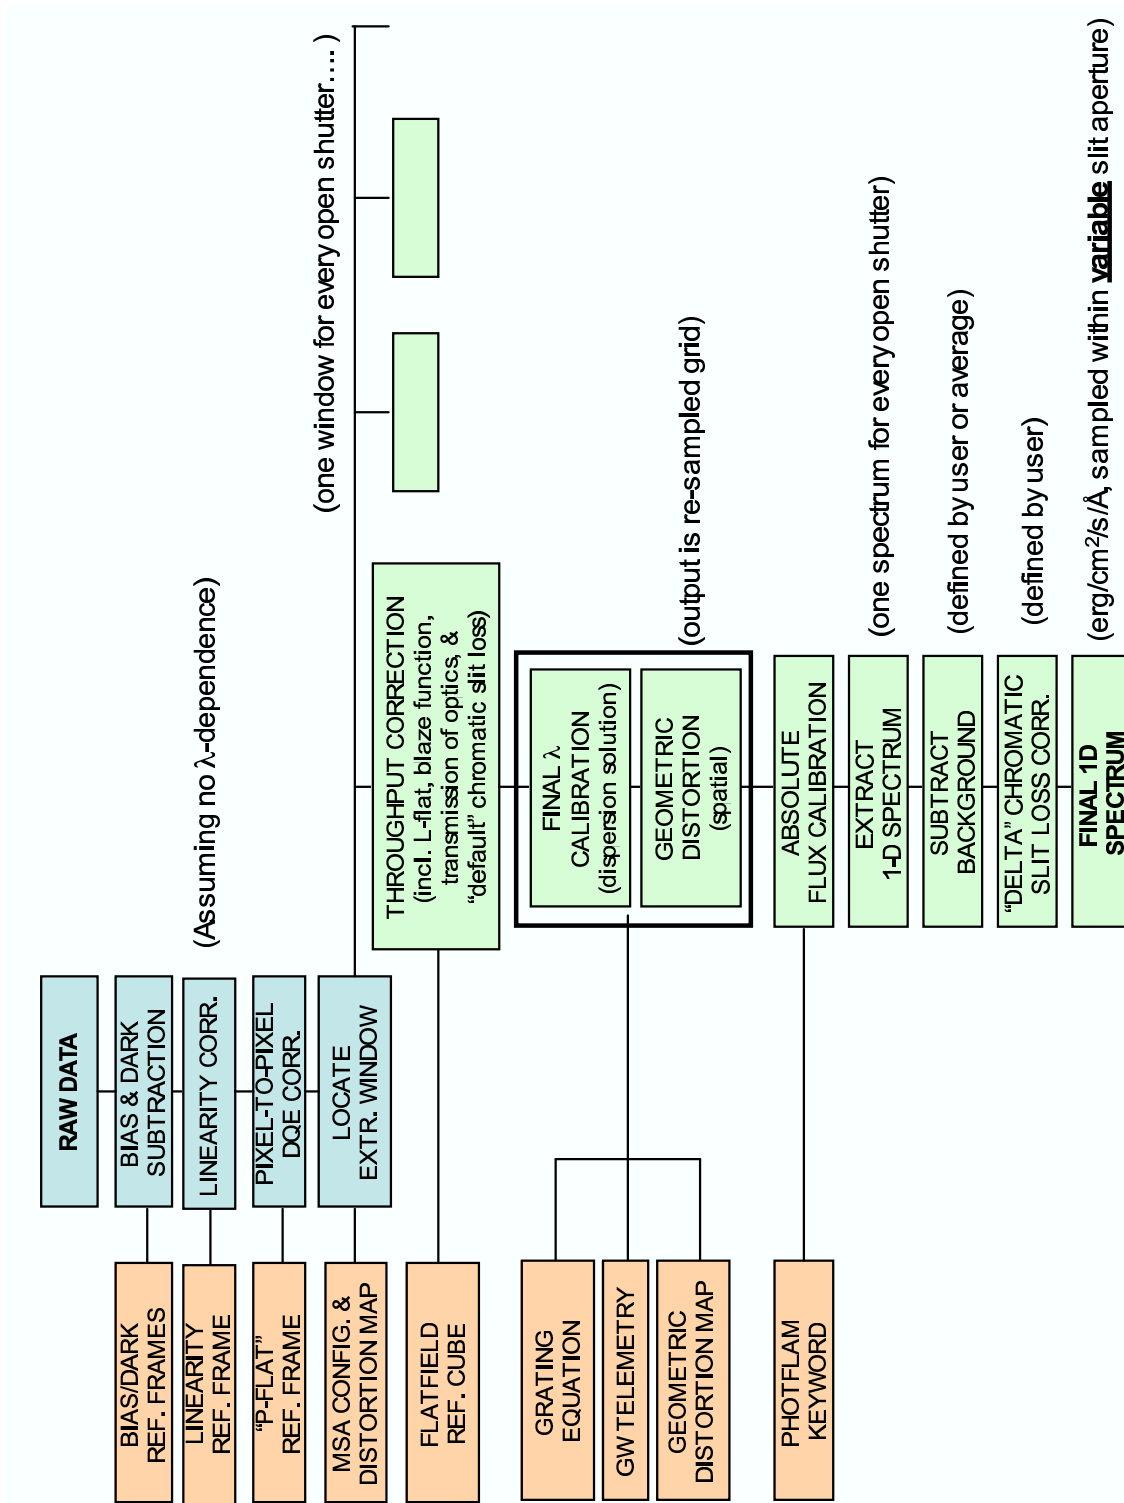 RAW DATA
BIAS/DARK
REF. FRAMES
BIAS & DARK
SUBTRACTION
LINEARITY
REF. FRAME
LINEARITY CORR.
(Assuming no λ-dependence)
“P-FLAT”
REF. FRAME
PIXEL-TO-PIXEL
DQE CORR.
MSA CONFIG. &
DISTORTION MAP
LOCATE
EXTR. WINDOW
(one window for every open shutter.... )
FLATFIELD
REF. CUBE
THROUGHPUT CORRECTION
(incl. L-flat, blaze function,
transmission of optics, &
“default” chromatic slit loss)
GRATING
EQUATION
GW TELEMETRY
GEOMETRIC
DISTORTION MAP
FINAL λ
CALIBRATION
(dispersion solution)
GEOMETRIC
DISTORTION
(spatial)
(output is re-sampled grid)
PHOTFLAM
KEYWORD
ABSOLUTE
FLUX CALIBRATION
EXTRACT
1-D SPECTRUM
(one spectrum for every open shutter)
SUBTRACT
BACKGROUND
(defined by user or average)
“DELTA” CHROMATIC
SLIT LOSS CORR.
(defined by user)
FINAL 1D
SPECTRUM
(erg/cm²/s/Å, sampled within variable slit aperture)